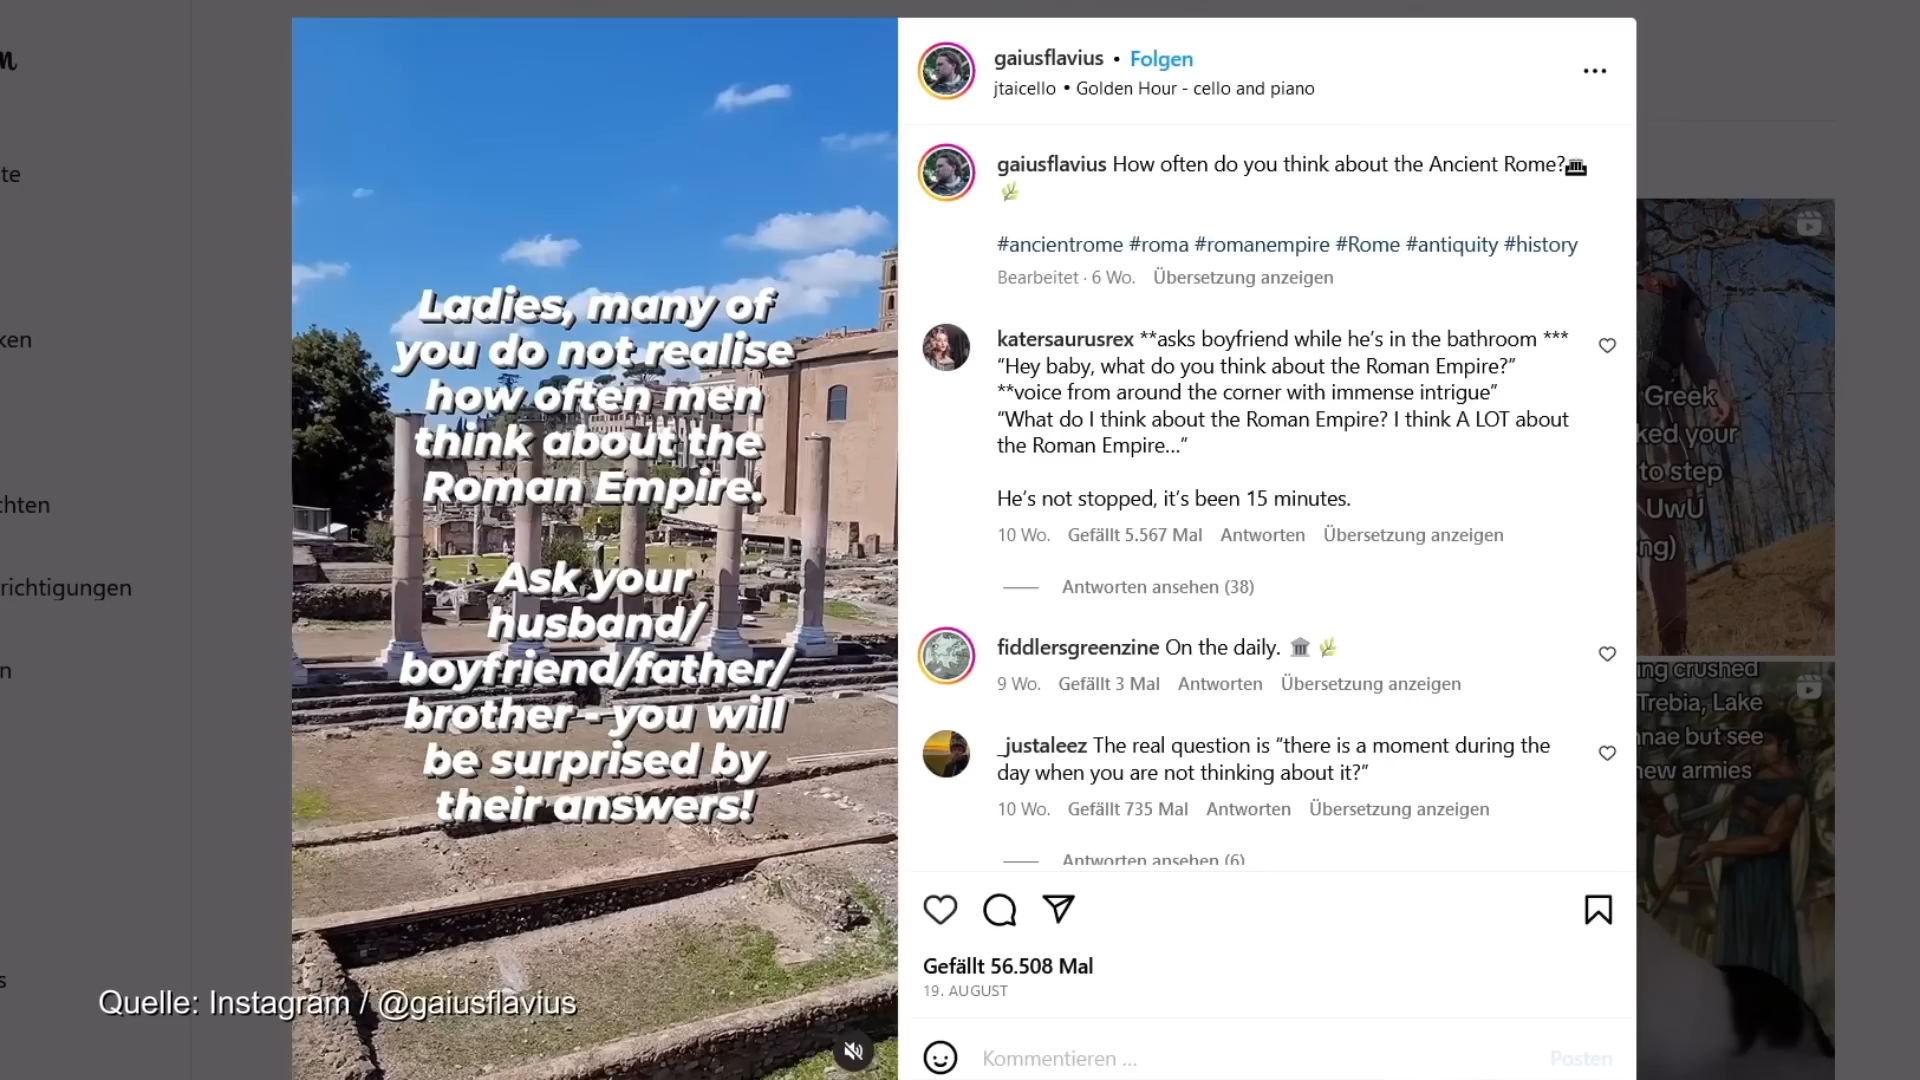 te
ken
chten
richtigungen
n
s
Ladies, many of
you do not realise
how often men
think about the
Roman Empire.
Ask your
husband/
boyfriend/father/
brother - you will
be surprised by
their answers!
Quelle: Instagram / @gaiusflavius
gaiusflavius • Folgen
jtaicello • Golden Hour - cello and piano
gaiusflavius How often do you think about the Ancient Rome?🏛
🌿
#ancientrome #roma #romanempire #Rome #antiquity #history
Bearbeitet · 6 Wo. Übersetzung anzeigen
katersaurusrex **asks boyfriend while he’s in the bathroom ***
“Hey baby, what do you think about the Roman Empire?”
**voice from around the corner with immense intrigue”
“What do I think about the Roman Empire? I think A LOT about
the Roman Empire…”
He’s not stopped, it’s been 15 minutes.
10 Wo. Gefällt 5.567 Mal Antworten Übersetzung anzeigen
Antworten ansehen (38)
fiddlersgreenzine On the daily. 🏛 🌿
9 Wo. Gefällt 3 Mal Antworten Übersetzung anzeigen
_justaleez The real question is “there is a moment during the
day when you are not thinking about it?”
10 Wo. Gefällt 735 Mal Antworten Übersetzung anzeigen
Antworten ansehen (6)
Gefällt 56.508 Mal
19. AUGUST
Kommentieren ...
Posten
Greek
ked your
to step
UwU
ng)
ing crushed
Trebia, Lake
nnae but see
new armies